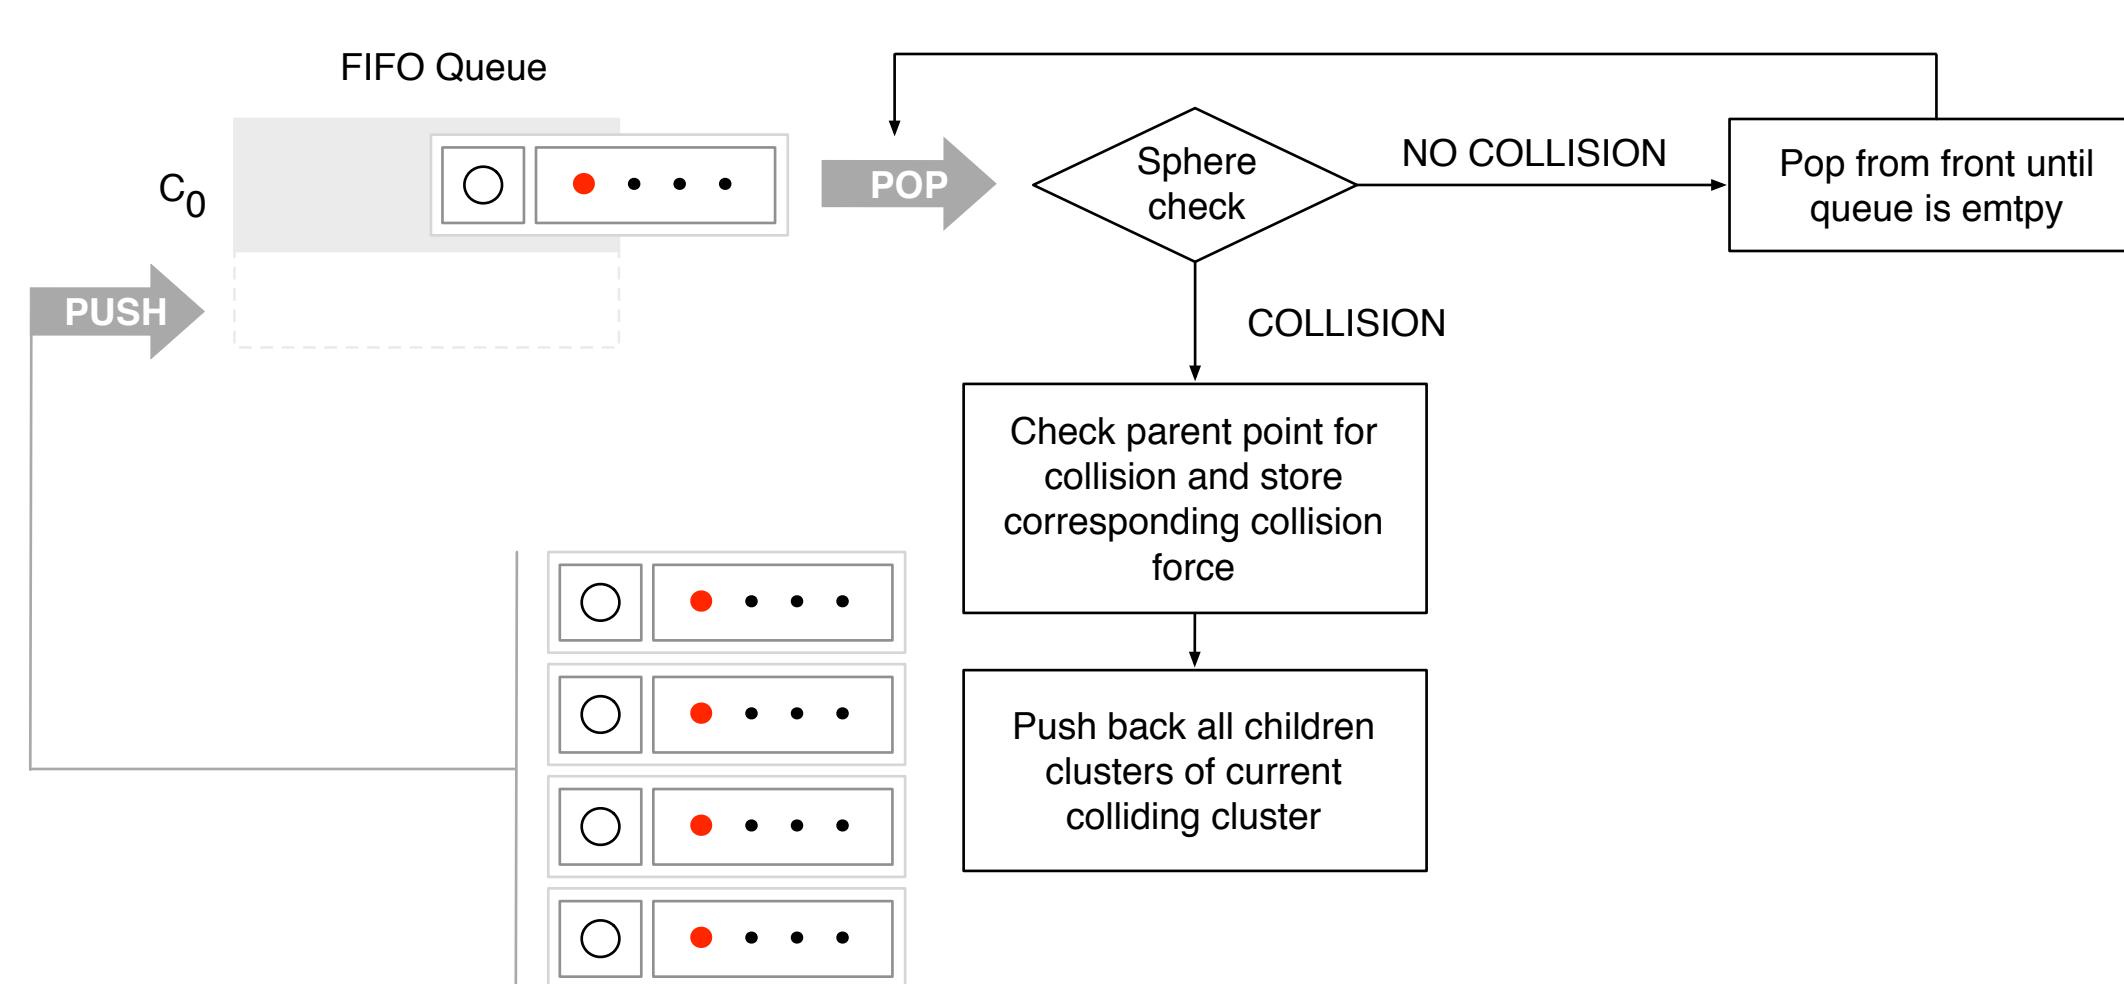 FIFO Queue
C0
PUSH
POP
Sphere
check
NO COLLISION
Pop from front until
queue is emtpy
COLLISION
Check parent point for
collision and store
corresponding collision
force
Push back all children
clusters of current
colliding cluster